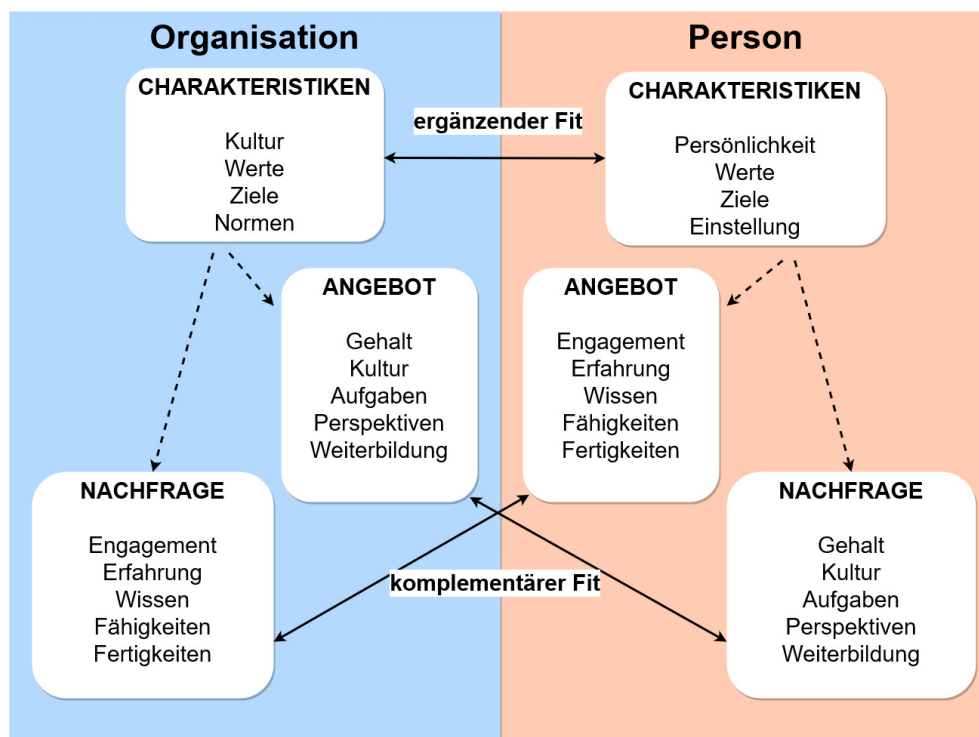 Organisation
Person
CHARAKTERISTIKEN
Kultur
Werte
Ziele
Normen
ergänzender Fit
CHARAKTERISTIKEN
Persönlichkeit
Werte
Ziele
Einstellung
ANGEBOT
Gehalt
Kultur
Aufgaben
Perspektiven
Weiterbildung
ANGEBOT
Engagement
Erfahrung
Wissen
Fähigkeiten
Fertigkeiten
NACHFRAGE
Engagement
Erfahrung
Wissen
Fähigkeiten
Fertigkeiten
komplementärer Fit
NACHFRAGE
Gehalt
Kultur
Aufgaben
Perspektiven
Weiterbildung